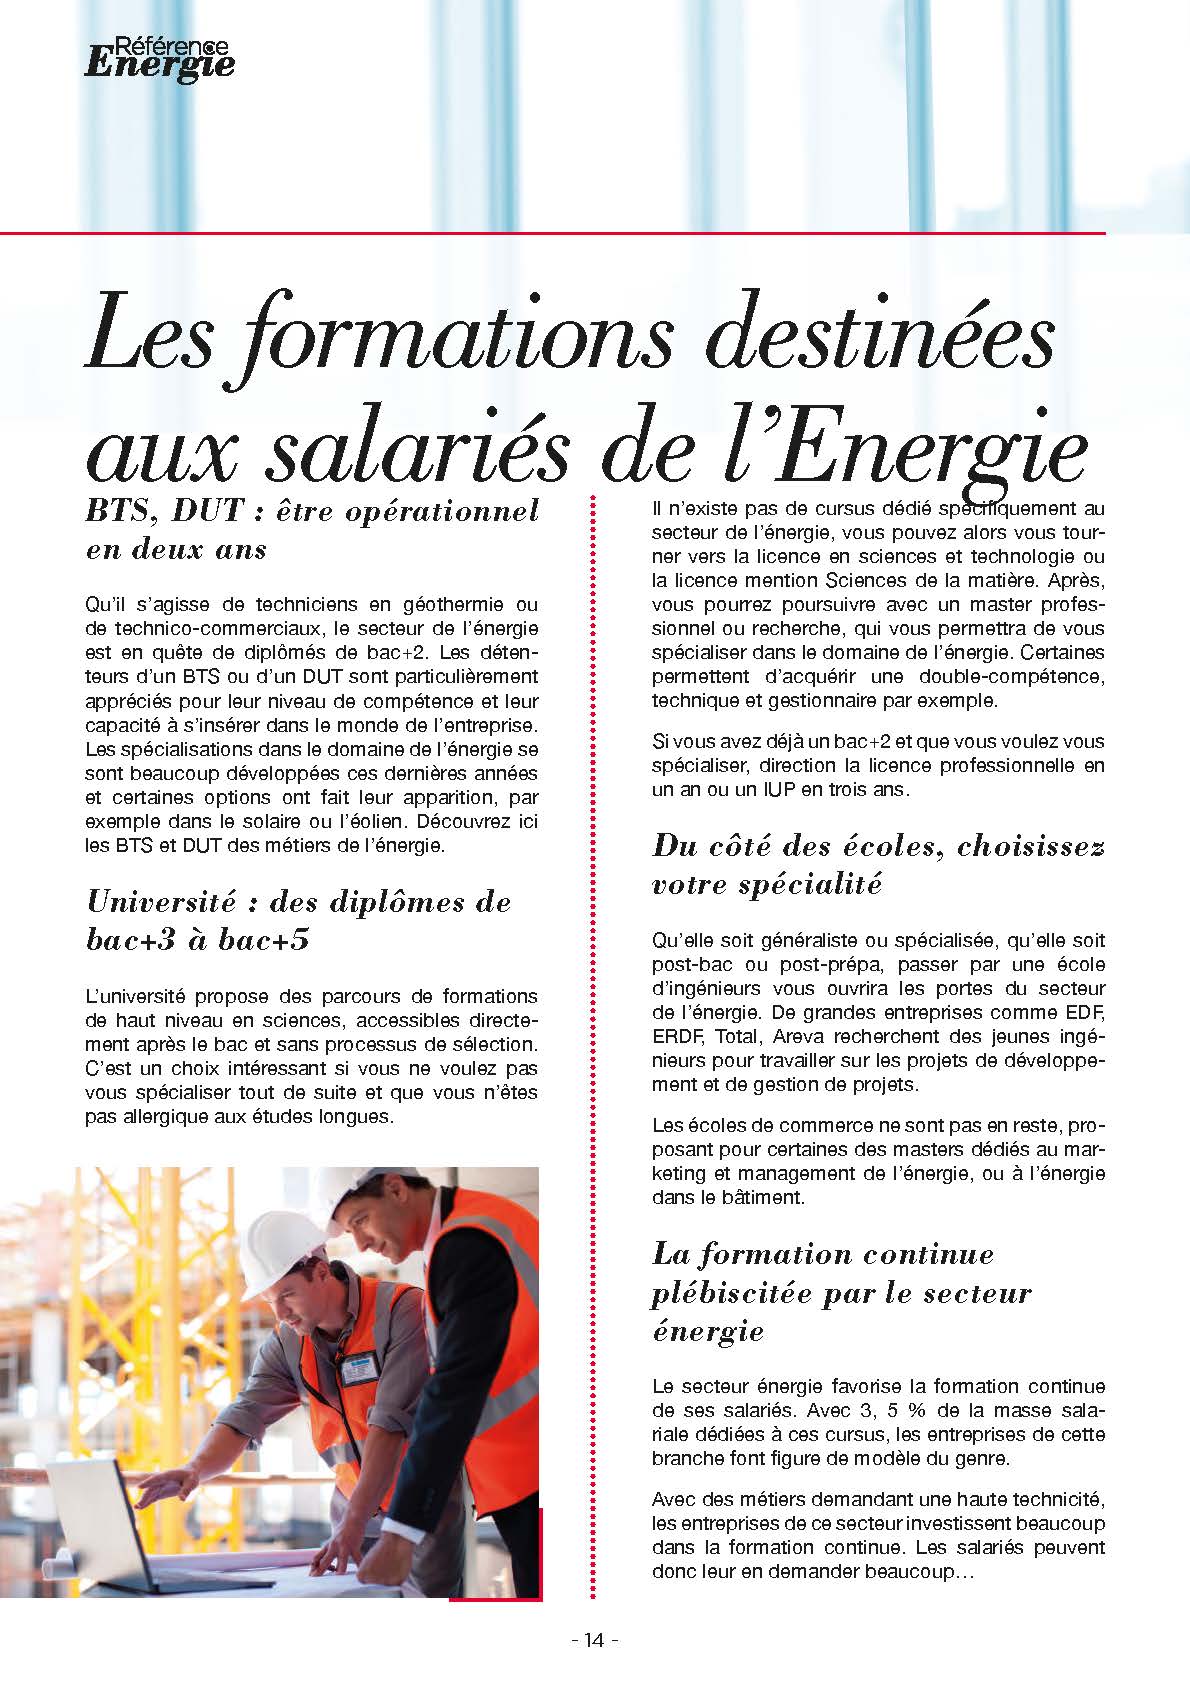 Référence
Energie
Les formations destinées
aux salariés de l’Energie
BTS, DUT : être opérationnel
en deux ans
Qu’il s’agisse de techniciens en géothermie ou
de technico-commerciaux, le secteur de l’énergie
est en quête de diplômés de bac+2. Les déten-
teurs d’un BTS ou d’un DUT sont particulièrement
appréciés pour leur niveau de compétence et leur
capacité à s’insérer dans le monde de l’entreprise.
Les spécialisations dans le domaine de l’énergie se
sont beaucoup développées ces dernières années
et certaines options ont fait leur apparition, par
exemple dans le solaire ou l’éolien. Découvrez ici
les BTS et DUT des métiers de l’énergie.
Université : des diplômes de
bac+3 à bac+5
L’université propose des parcours de formations
de haut niveau en sciences, accessibles directe-
ment après le bac et sans processus de sélection.
C’est un choix intéressant si vous ne voulez pas
vous spécialiser tout de suite et que vous n’êtes
pas allergique aux études longues.
Il n’existe pas de cursus dédié spécifiquement au
secteur de l’énergie, vous pouvez alors vous tour-
ner vers la licence en sciences et technologie ou
la licence mention Sciences de la matière. Après,
vous pourrez poursuivre avec un master profes-
sionnel ou recherche, qui vous permettra de vous
spécialiser dans le domaine de l’énergie. Certaines
permettent d’acquérir une double-compétence,
technique et gestionnaire par exemple.
Si vous avez déjà un bac+2 et que vous voulez vous
spécialiser, direction la licence professionnelle en
un an ou un IUP en trois ans.
Du côté des écoles, choisissez
votre spécialité
Qu’elle soit généraliste ou spécialisée, qu’elle soit
post-bac ou post-prépa, passer par une école
d’ingénieurs vous ouvrira les portes du secteur
de l’énergie. De grandes entreprises comme EDF,
ERDF, Total, Areva recherchent des jeunes ingé-
nieurs pour travailler sur les projets de développe-
ment et de gestion de projets.
Les écoles de commerce ne sont pas en reste, pro-
posant pour certaines des masters dédiés au mar-
keting et management de l’énergie, ou à l’énergie
dans le bâtiment.
La formation continue
plébiscitée par le secteur
énergie
Le secteur énergie favorise la formation continue
de ses salariés. Avec 3, 5 % de la masse sala-
riale dédiées à ces cursus, les entreprises de cette
branche font figure de modèle du genre.
Avec des métiers demandant une haute technicité,
les entreprises de ce secteur investissent beaucoup
dans la formation continue. Les salariés peuvent
donc leur en demander beaucoup…
- 14 -